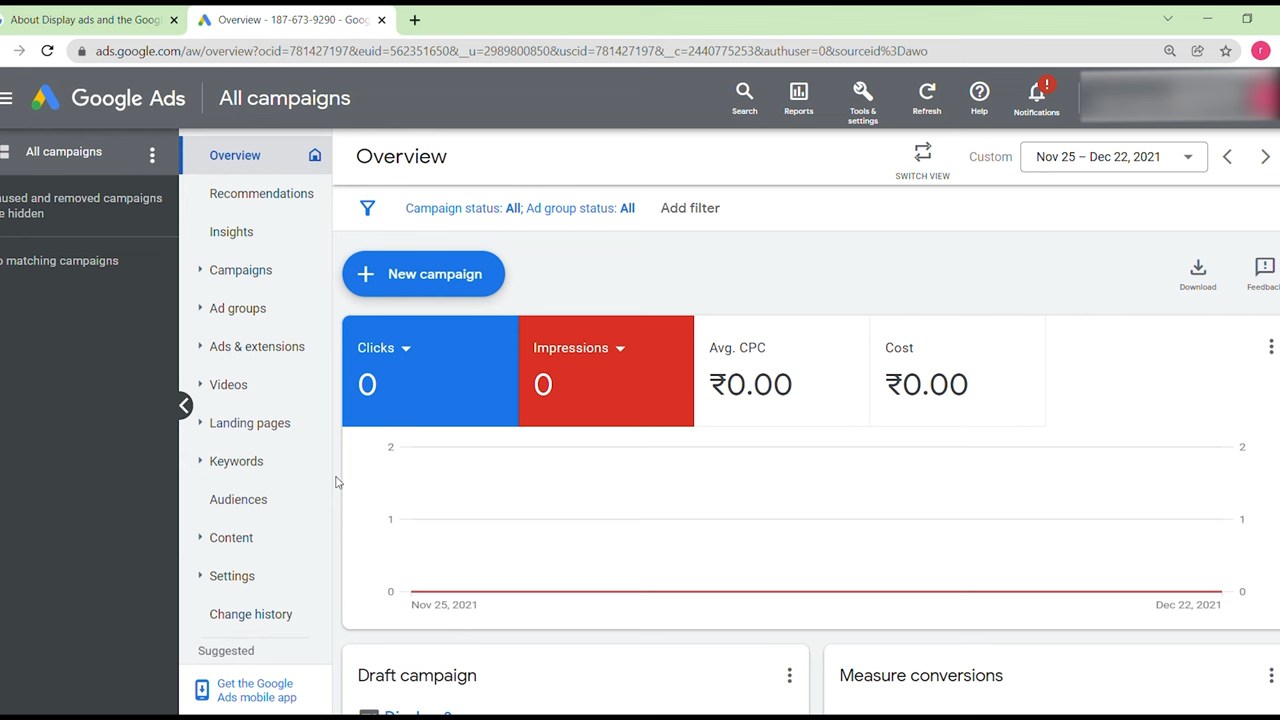 About Display ads and the Goog
Overview - 187-673-9290 - Goog
ads.google.com/aw/overview?ocid=781427197&euid=562351650&__u=2989800850&uscid=781427197&__c=2440775253&authuser=0&sourceid%3Dawo
r
Google Ads
All campaigns
Search
Reports
Tools &
settings
Refresh
Help
!
Notifications
All campaigns
used and removed campaigns
e hidden
o matching campaigns
Overview
Recommendations
Insights
Campaigns
Ad groups
Ads & extensions
Videos
Landing pages
Keywords
Audiences
Content
Settings
Change history
Suggested
Get the Google
Ads mobile app
Overview
SWITCH VIEW
Custom
Nov 25 – Dec 22, 2021
Campaign status: All; Ad group status: All
Add filter
New campaign
Download
Feedbac
Clicks
0
Impressions
0
Avg. CPC
₹0.00
Cost
₹0.00
2
2
1
1
0
0
Nov 25, 2021
Dec 22, 2021
Draft campaign
Measure conversions